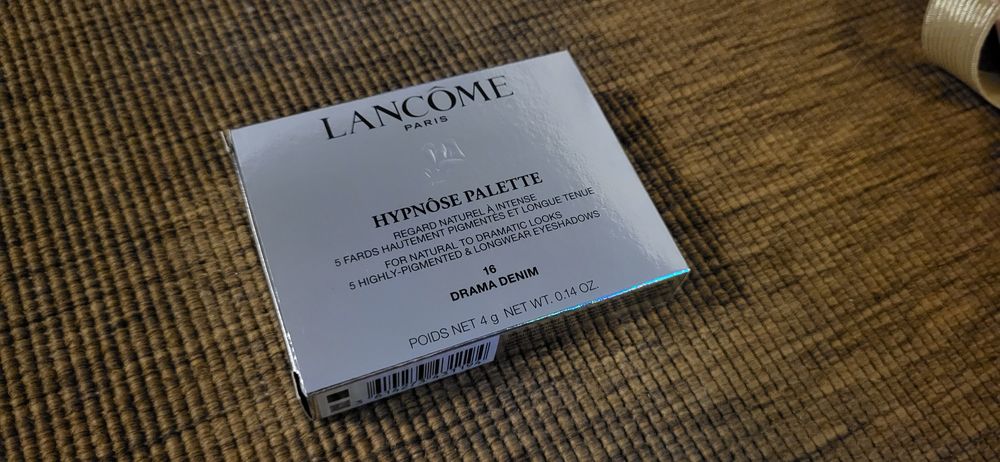 LANCÔME
PARIS
HYPNÔSE PALETTE
REGARD NATUREL À INTENSE
5 FARDS HAUTEMENT PIGMENTÉS ET LONGUE TENUE
FOR NATURAL TO DRAMATIC LOOKS
5 HIGHLY-PIGMENTED & LONGWEAR EYESHADOWS
16
DRAMA DENIM
POIDS NET 4 g NET WT. 0.14 OZ.